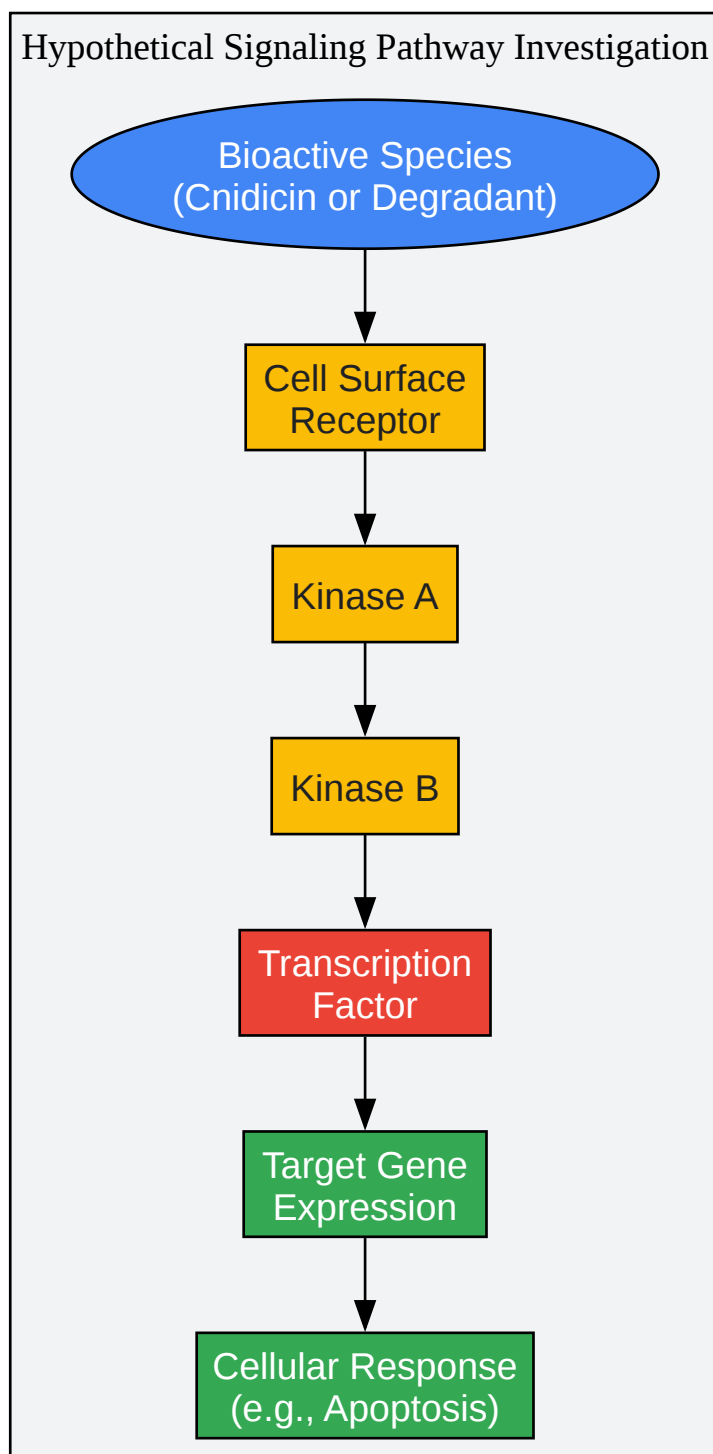 Hypothetical Signaling Pathway Investigation
Bioactive Species
(Cnidicin or Degradant)
Cell Surface
Receptor
Kinase A
Kinase B
Transcription
Factor
Target Gene
Expression
Cellular Response
(e.g., Apoptosis)